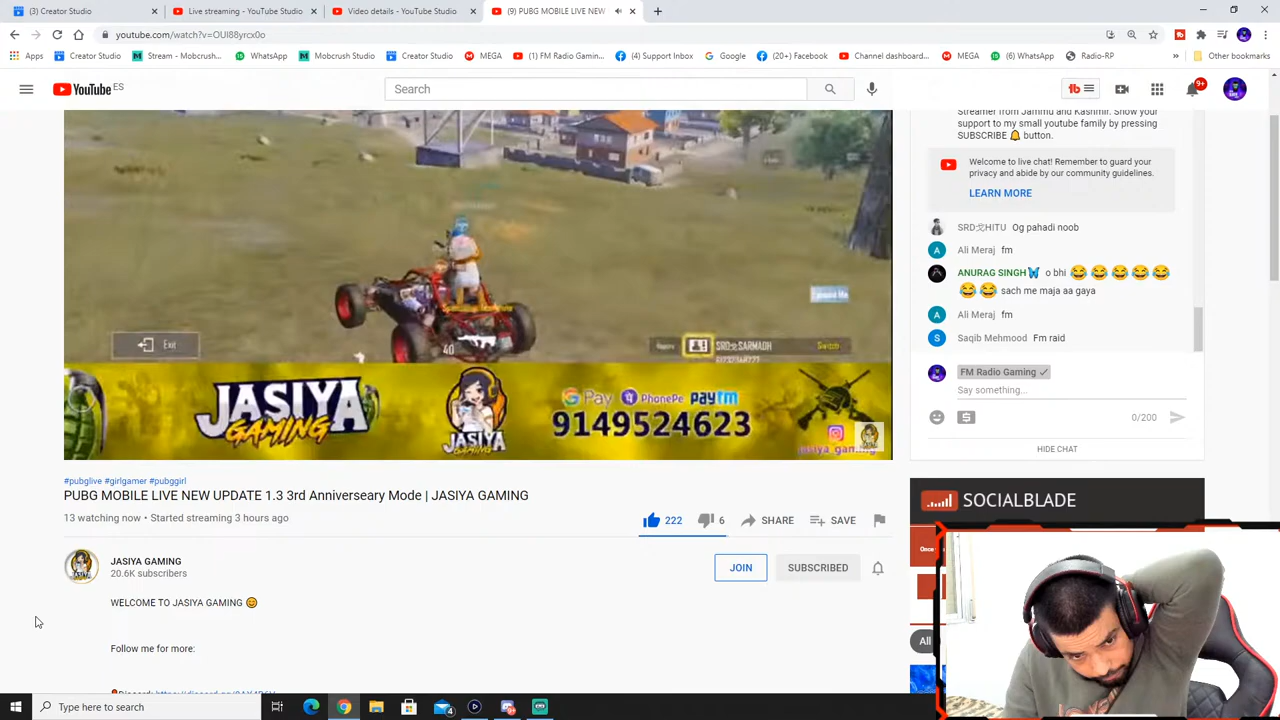 (3) Creator Studio
Live streaming - YouTube Studio
Video details - YouTube Studio
(9) PUBG MOBILE LIVE NEW
youtube.com/watch?v=OUI88yrcx0o
Apps
Creator Studio
Stream - Mobcrush...
WhatsApp
Mobcrush Studio
Creator Studio
MEGA
(1) FM Radio Gamin...
(4) Support Inbox
Google
(20+) Facebook
Channel dashboard...
MEGA
(6) WhatsApp
Radio-RP
»
Other bookmarks
YouTube ES
Search
9+
Streamer from Jammu and Kashmir. Show your
support to my small youtube family by pressing
SUBSCRIBE 🔔 button.
Welcome to live chat! Remember to guard your
privacy and abide by our community guidelines.
LEARN MORE
Og pahadi noob
Ali Meraj fm
ANURAG SINGH🦋 o bhi 😂😂😂😂😂
😂😂 sach me maja aa gaya
Ali Meraj fm
Saqib Mehmood Fm raid
FM Radio Gaming ✓
Say something...
0/200
HIDE CHAT
Exit
40
Switch
JASIYA
GAMING
JASIYA
GAMING
G Pay PhonePe paytm
9149524623
jasiya_gaming
#pubglive #girlgamer #pubggirl
PUBG MOBILE LIVE NEW UPDATE 1.3 3rd Anniverseary Mode | JASIYA GAMING
13 watching now • Started streaming 3 hours ago
222
6
SHARE
SAVE
JASIYA GAMING
20.6K subscribers
JOIN
SUBSCRIBED
WELCOME TO JASIYA GAMING 😊
Follow me for more:
SOCIALBLADE
Once
All
Type here to search
4